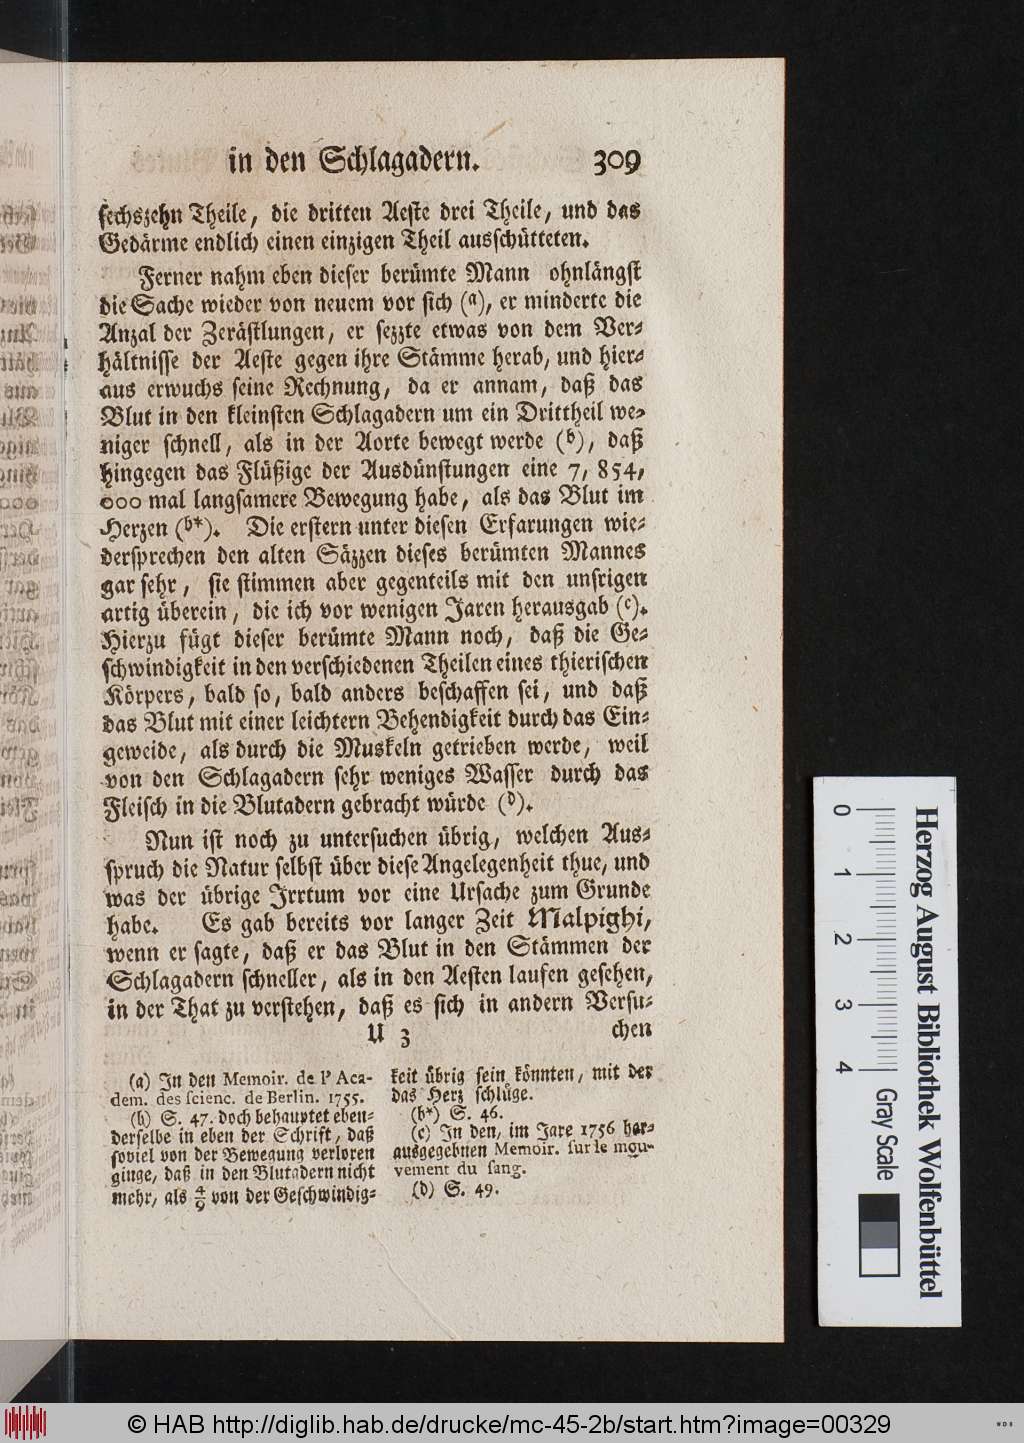 in den Schlagadern. 309
sechszehn Theile, die dritten Aeste drei Theile, und das
Gedärme endlich einen einzigen Theil ausschütteten.
Ferner nahm eben dieser berümte Mann ohnlängst
die Sache wieder von neuem vor sich (a), er minderte die
Anzal der Zerästlungen, er sezzte etwas von dem Ver-
hältnisse der Aeste gegen ihre Stämme herab, und hier-
aus erwuchs seine Rechnung, da er annam, daß das
Blut in den kleinsten Schlagadern um ein Drittheil we-
niger schnell, als in der Aorte bewegt werde (b), daß
hingegen das Flüßige der Ausdünstungen eine 7, 854,
000 mal langsamere Bewegung habe, als das Blut im
Herzen (b*). Die erstern unter diesen Erfarungen wie-
dersprechen den alten Säzzen dieses berümten Mannes
gar sehr, sie stimmen aber gegenteils mit den unsrigen
artig überein, die ich vor wenigen Jaren herausgab (c).
Hierzu fügt dieser berümte Mann noch, daß die Ge-
schwindigkeit in den verschiedenen Theilen eines thierischen
Körpers, bald so, bald anders beschaffen sei, und daß
das Blut mit einer leichtern Behendigkeit durch das Ein-
geweide, als durch die Muskeln getrieben werde, weil
von den Schlagadern sehr weniges Wasser durch das
Fleisch in die Blutadern gebracht würde (d).
Nun ist noch zu untersuchen übrig, welchen Aus-
spruch die Natur selbst über diese Angelegenheit thue, und
was der übrige Irrtum vor eine Ursache zum Grunde
habe. Es gab bereits vor langer Zeit Malpighi,
wenn er sagte, daß er das Blut in den Stämmen der
Schlagadern schneller, als in den Aesten laufen gesehen,
in der That zu verstehen, daß es sich in andern Versu-
U 3 chen
(a) In den Memoir. de l' Aca-
dem. des scienc. de Berlin. 1755.
(b) S. 47. doch behauptet eben-
derselbe in eben der Schrift, daß
soviel von der Bewegung verloren
ginge, daß in den Blutadern nicht
mehr, als 4/9 von der Geschwindig-
keit übrig sein könnten, mit der
das Herz schlüge.
(b*) S. 46.
(c) In den, im Jare 1756 her-
ausgegebnen Memoir. sur le mou-
vement du sang.
(d) S. 49.
0 1 2 3 4
Herzog August Bibliothek Wolfenbüttel
Gray Scale
© HAB http://diglib.hab.de/drucke/mc-45-2b/start.htm?image=00329